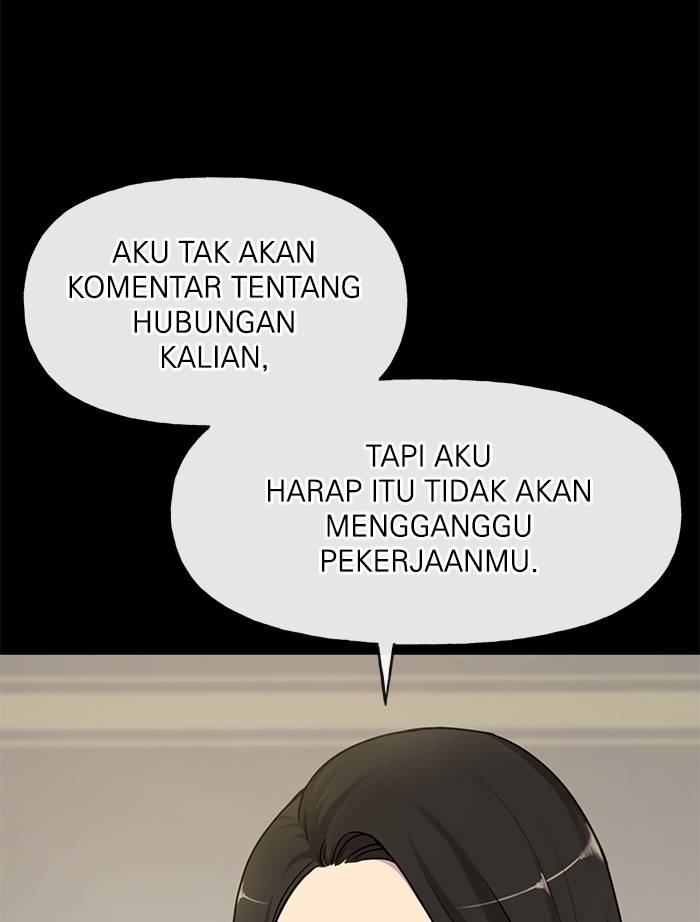 AKU TAK AKAN
KOMENTAR TENTANG
HUBUNGAN
KALIAN,
TAPI AKU
HARAP ITU TIDAK AKAN
MENGGANGGU
PEKERJAANMU.